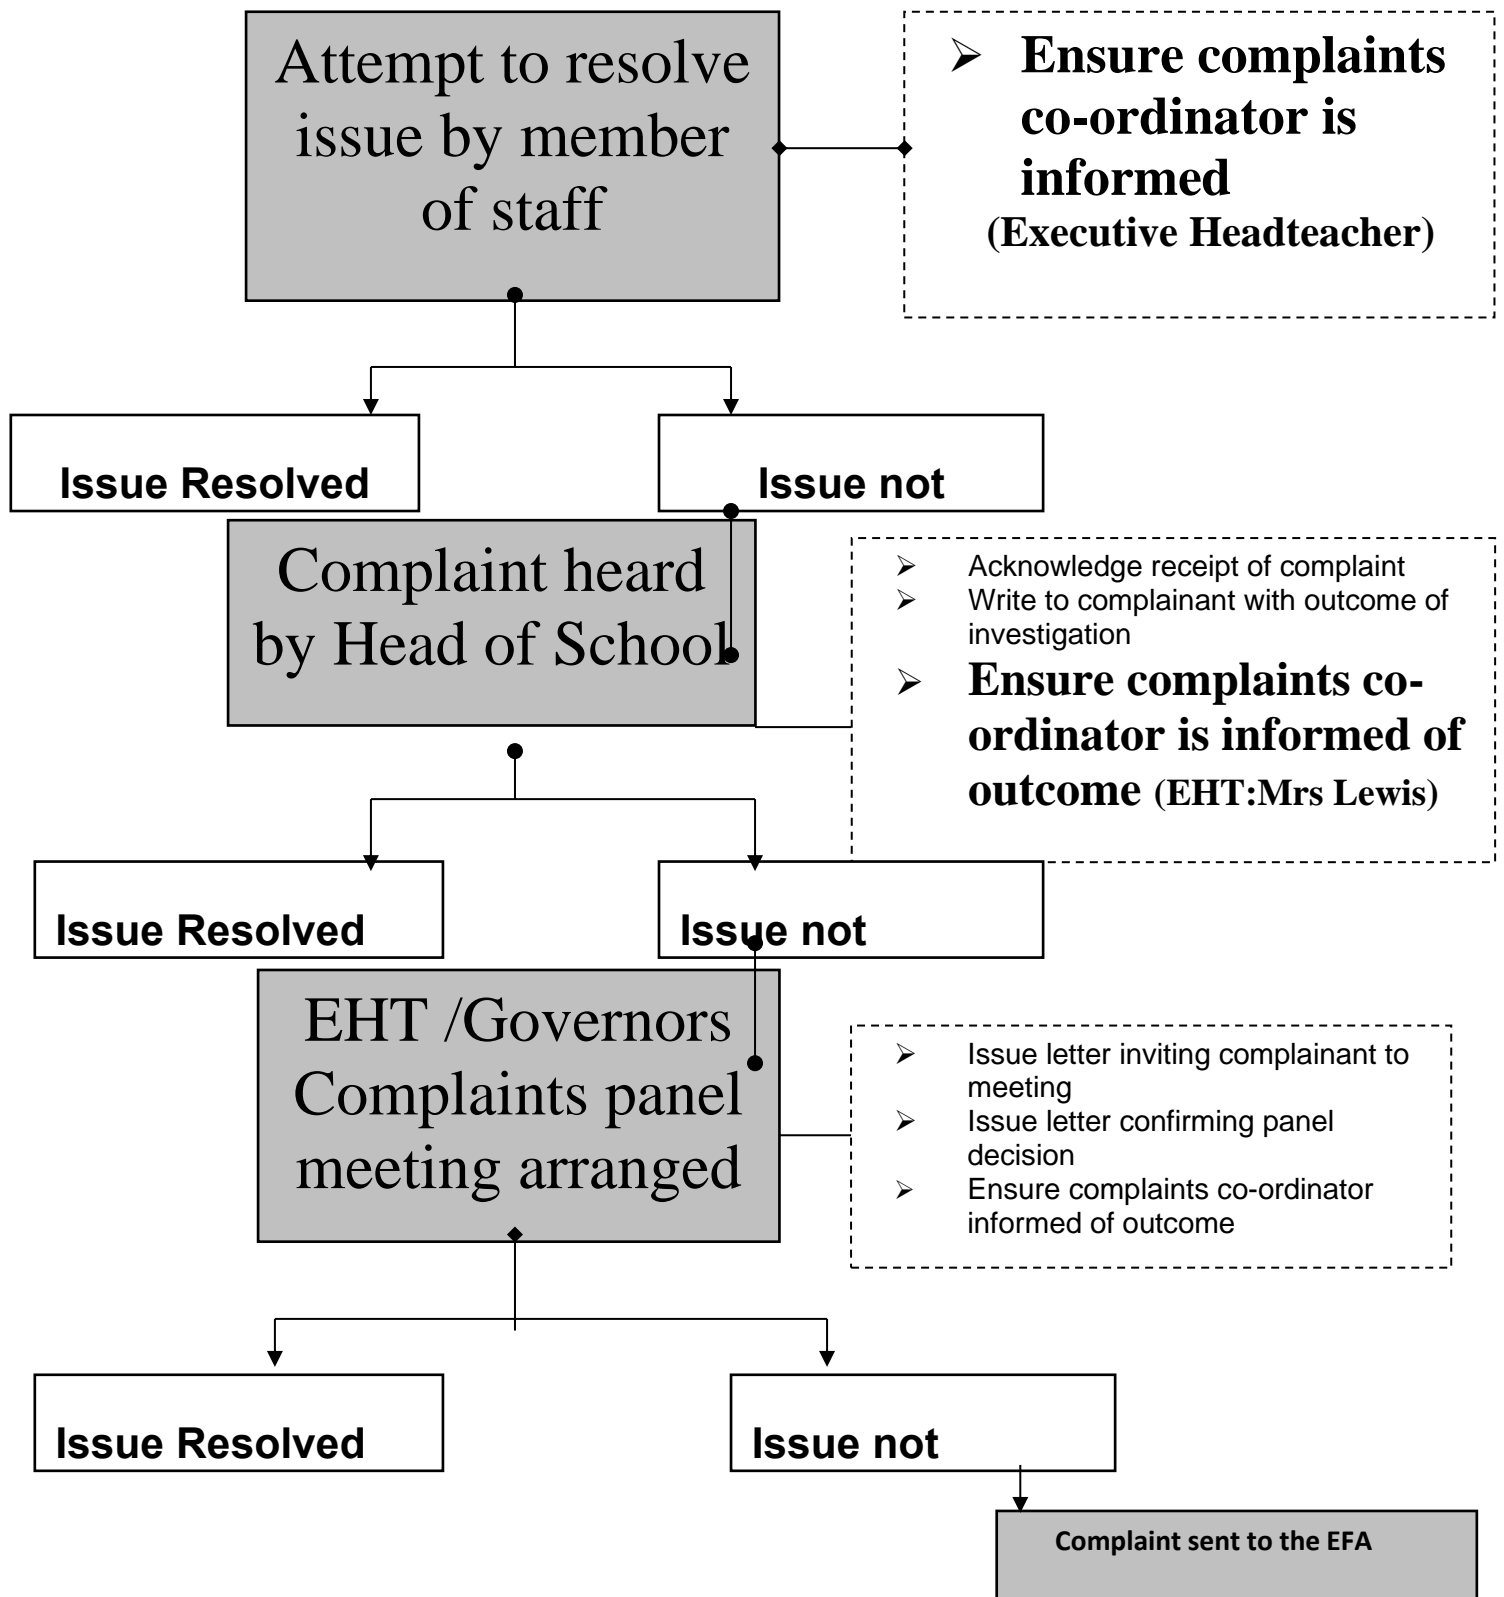 Attempt to resolve
issue by member
of staff
➢ Ensure complaints
co-ordinator is
informed
(Executive Headteacher)
Issue Resolved
Issue not
Complaint heard
by Head of School
➢ Acknowledge receipt of complaint
➢ Write to complainant with outcome of
investigation
➢ Ensure complaints co-
ordinator is informed of
outcome (EHT:Mrs Lewis)
Issue Resolved
Issue not
EHT /Governors
Complaints panel
meeting arranged
➢ Issue letter inviting complainant to
meeting
➢ Issue letter confirming panel
decision
➢ Ensure complaints co-ordinator
informed of outcome
Issue Resolved
Issue not
Complaint sent to the EFA